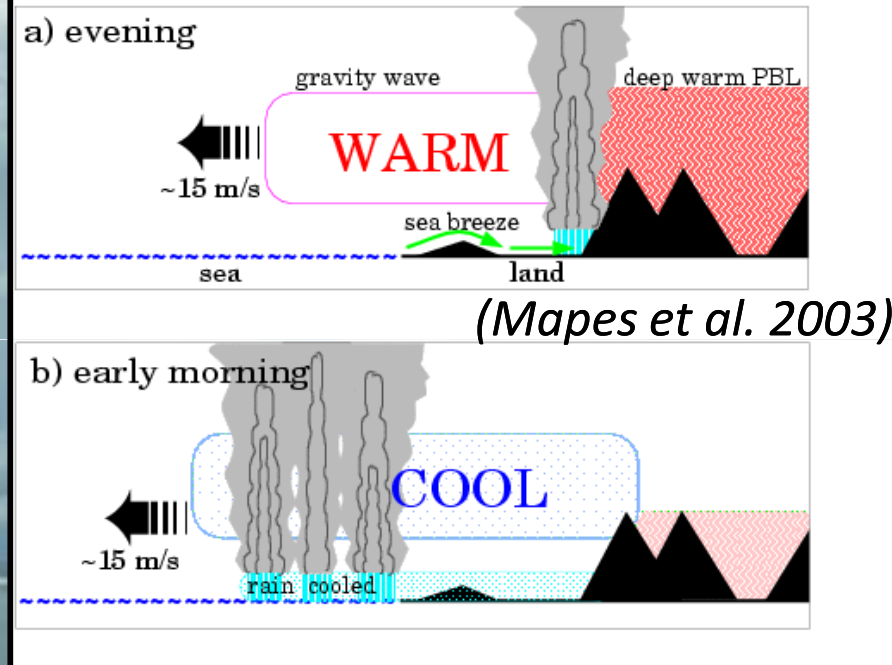 a) evening
gravity wave
deep warm PBL
WARM
~15 m/s
sea breeze
sea
land
(Mapes et al. 2003)
b) early morning
COOL
~15 m/s
rain cooled